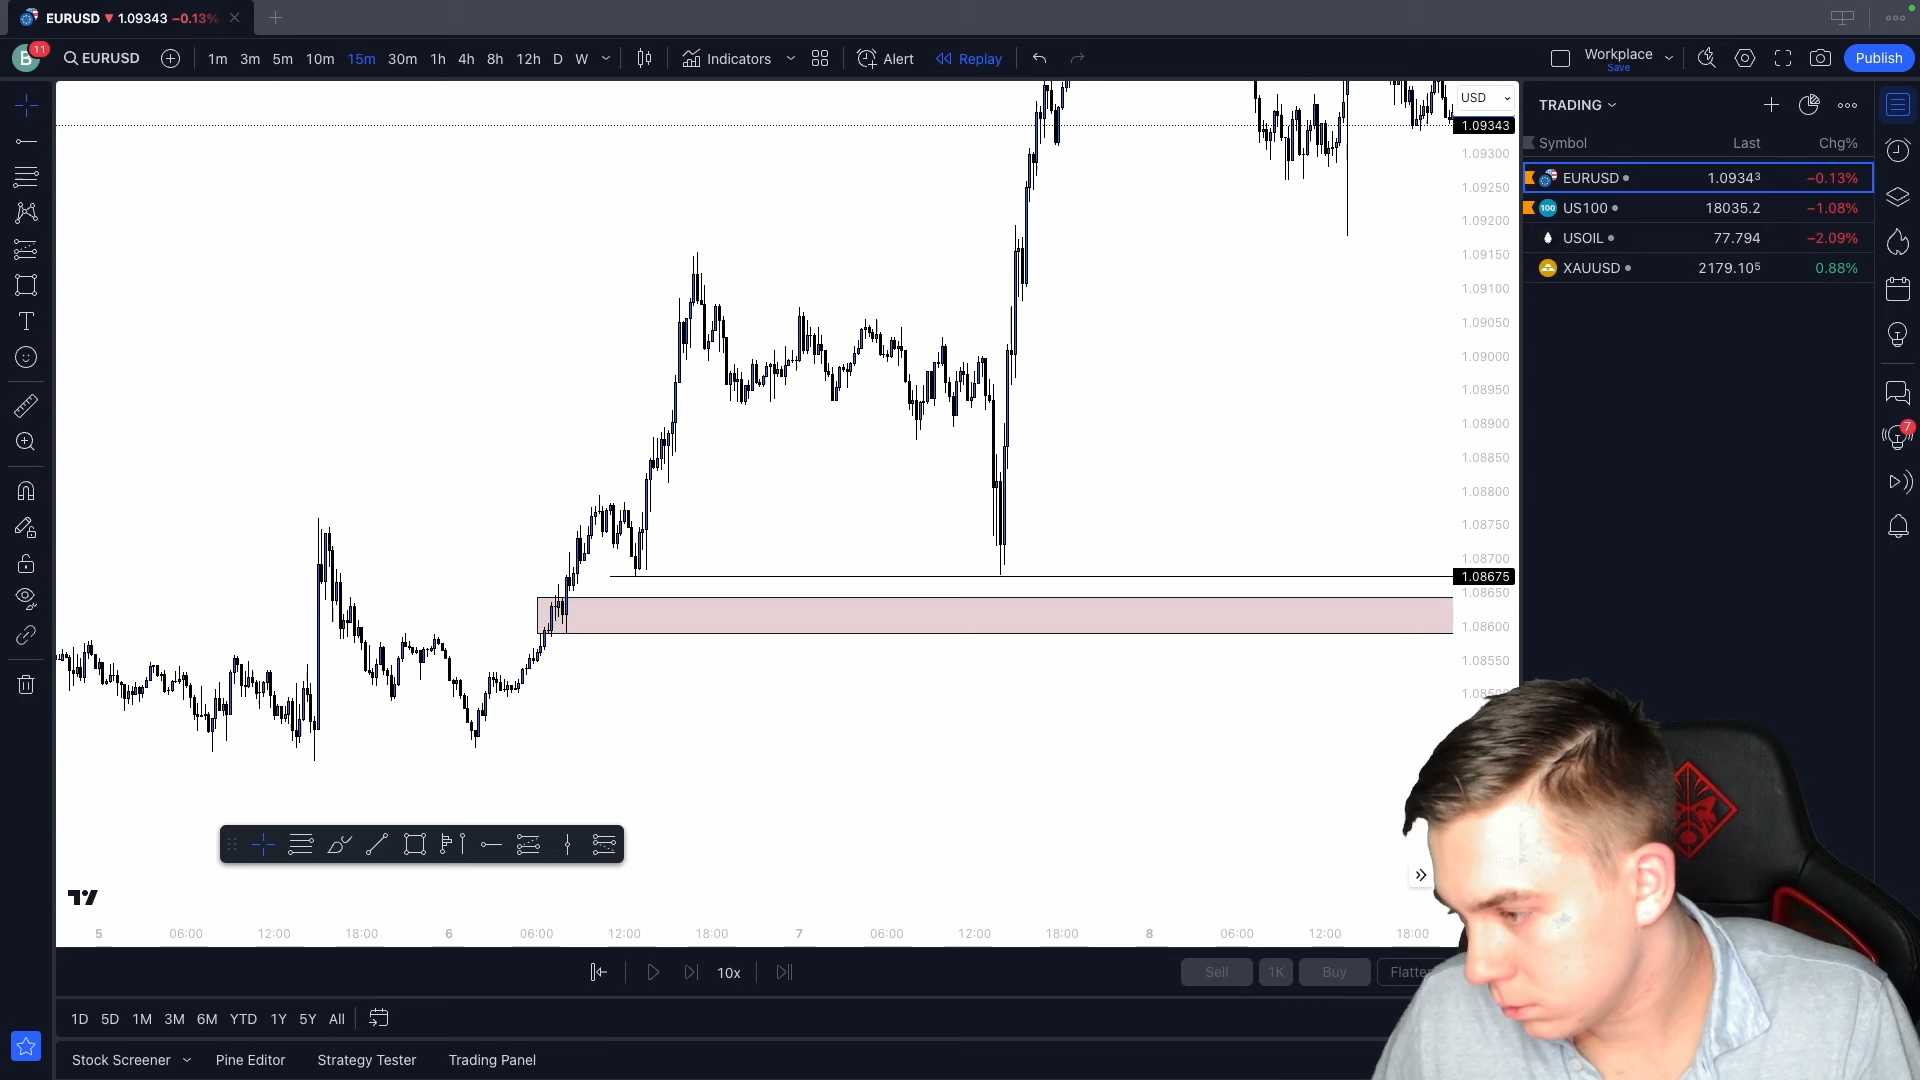 EURUSD ▼ 1.09343 −0.13%
B 11 EURUSD 1m 3m 5m 10m 15m 30m 1h 4h 8h 12h D W Indicators Alert Replay Workplace Save Publish
USD
1.09343
1.09300
1.09250
1.09200
1.09150
1.09100
1.09050
1.09000
1.08950
1.08900
1.08850
1.08800
1.08750
1.08700
1.08675
1.08650
1.08600
1.08550
TRADING
Symbol Last Chg%
EURUSD 1.09343 −0.13%
100 US100 18035.2 −1.08%
USOIL 77.794 −2.09%
XAUUSD 2179.105 0.88%
7
5 06:00 12:00 18:00 6 06:00 12:00 18:00 7 06:00 12:00 18:00 8 06:00 12:00 18:00
10x Sell 1K Buy
1D 5D 1M 3M 6M YTD 1Y 5Y All
Stock Screener Pine Editor Strategy Tester Trading Panel